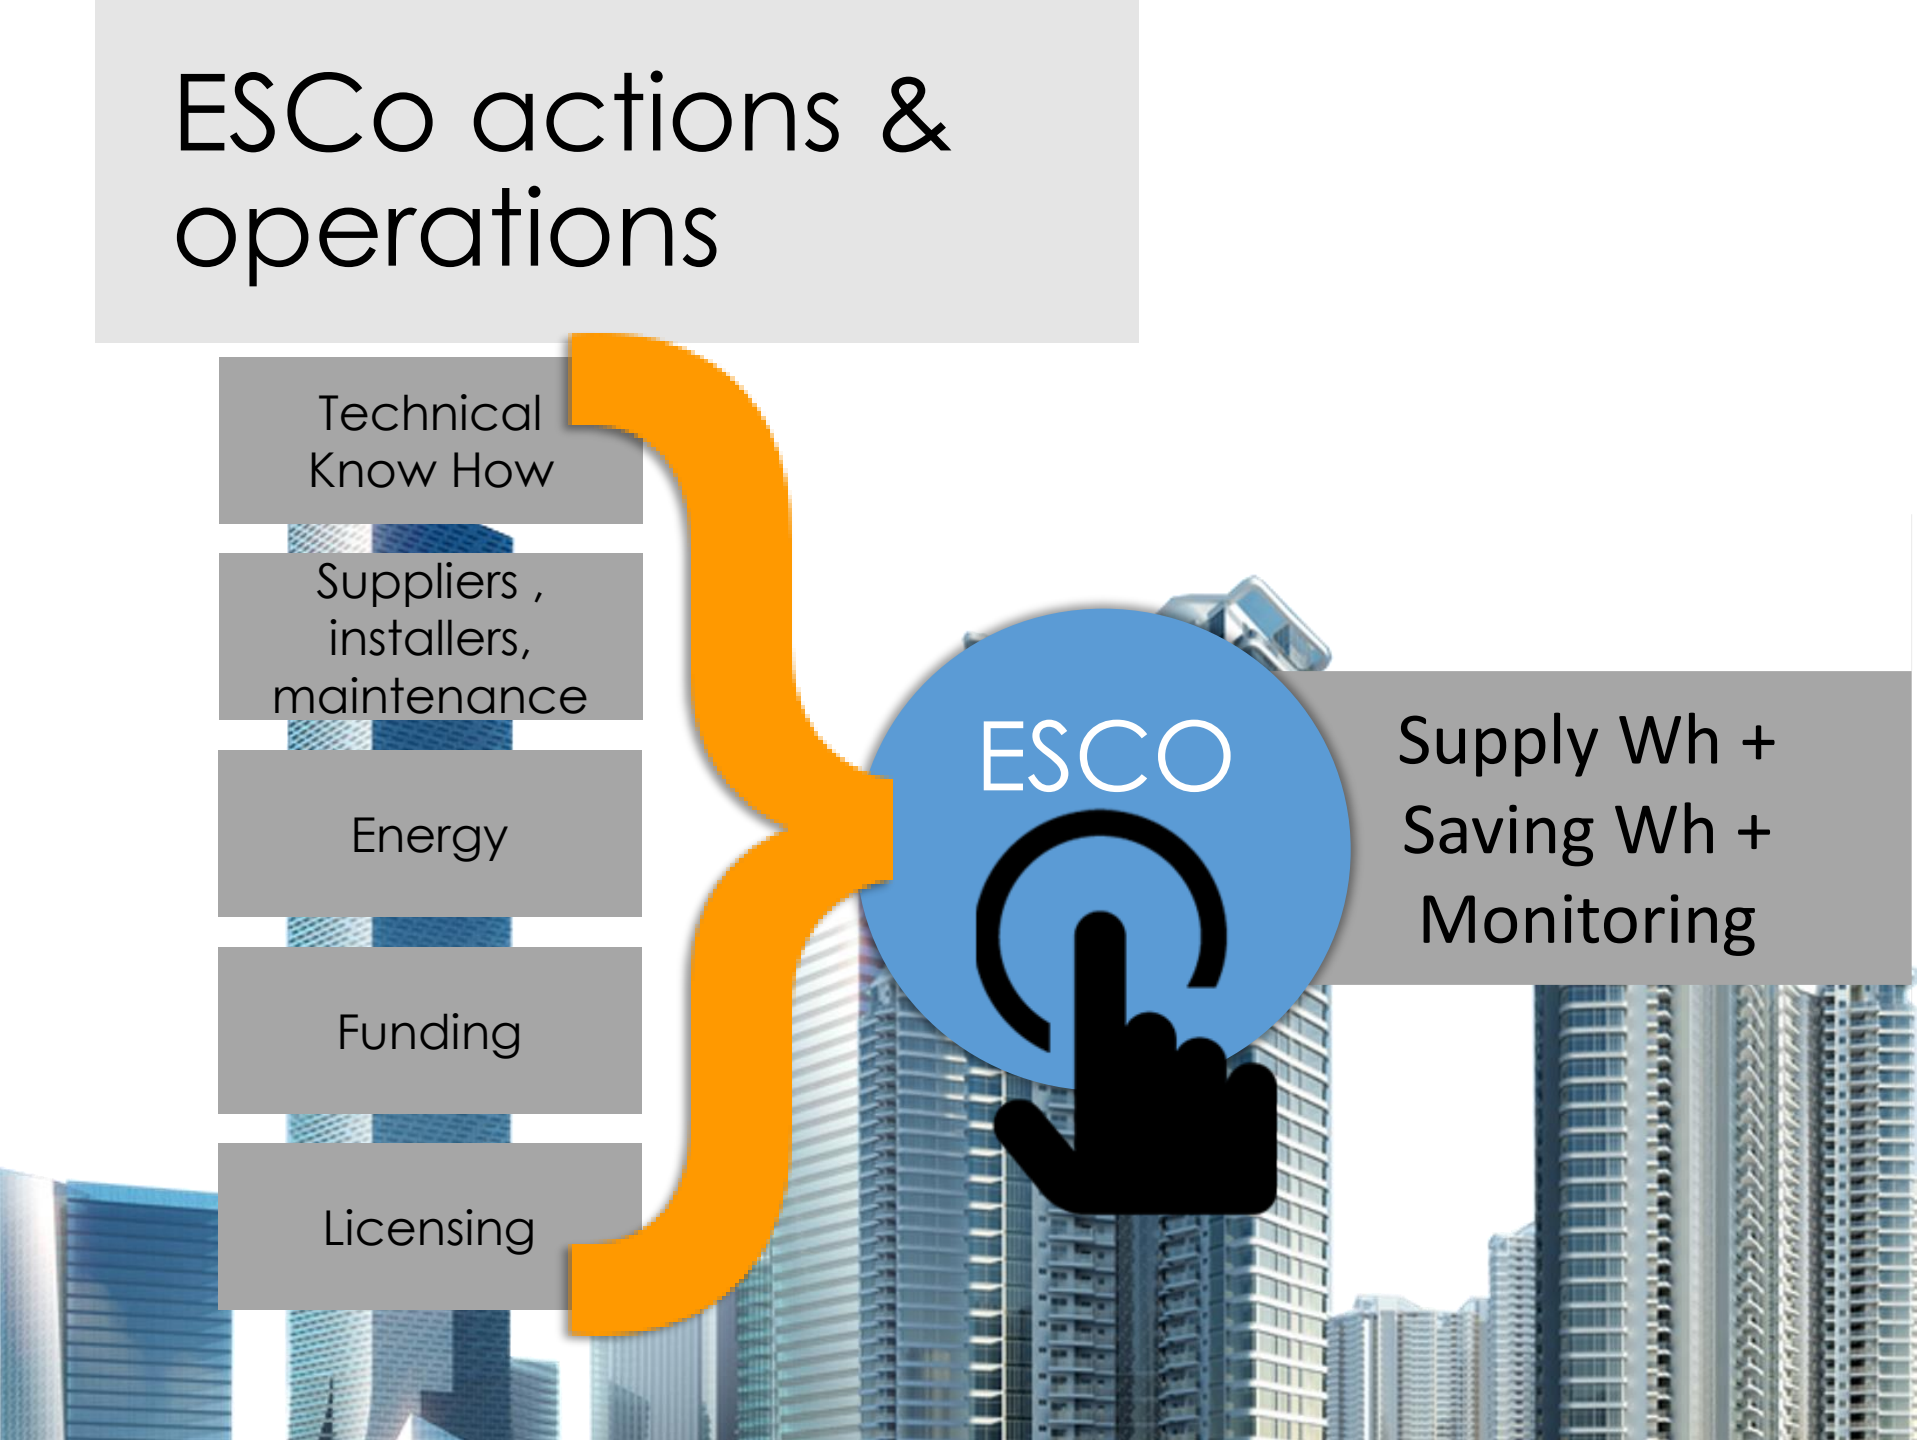 ESCo actions &
operations
Technical
Know How
Suppliers ,
installers,
maintenance
Energy
Funding
Licensing
ESCO
Supply Wh +
Saving Wh +
Monitoring